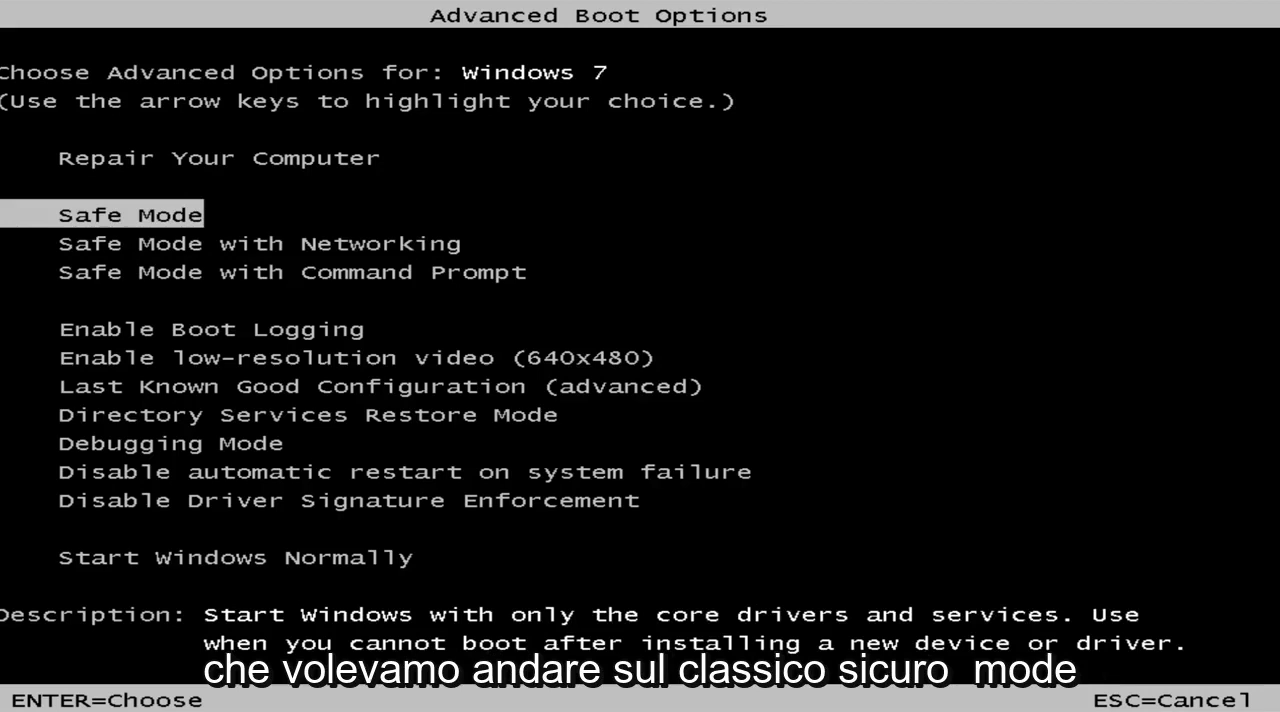 Advanced Boot Options
Choose Advanced Options for: Windows 7
(Use the arrow keys to highlight your choice.)
Repair Your Computer
Safe Mode
Safe Mode with Networking
Safe Mode with Command Prompt
Enable Boot Logging
Enable low-resolution video (640x480)
Last Known Good Configuration (advanced)
Directory Services Restore Mode
Debugging Mode
Disable automatic restart on system failure
Disable Driver Signature Enforcement
Start Windows Normally
Description: Start Windows with only the core drivers and services. Use
when you cannot boot after installing a new device or driver.
che volevamo andare sul classico sicuro mode
ENTER=Choose ESC=Cancel